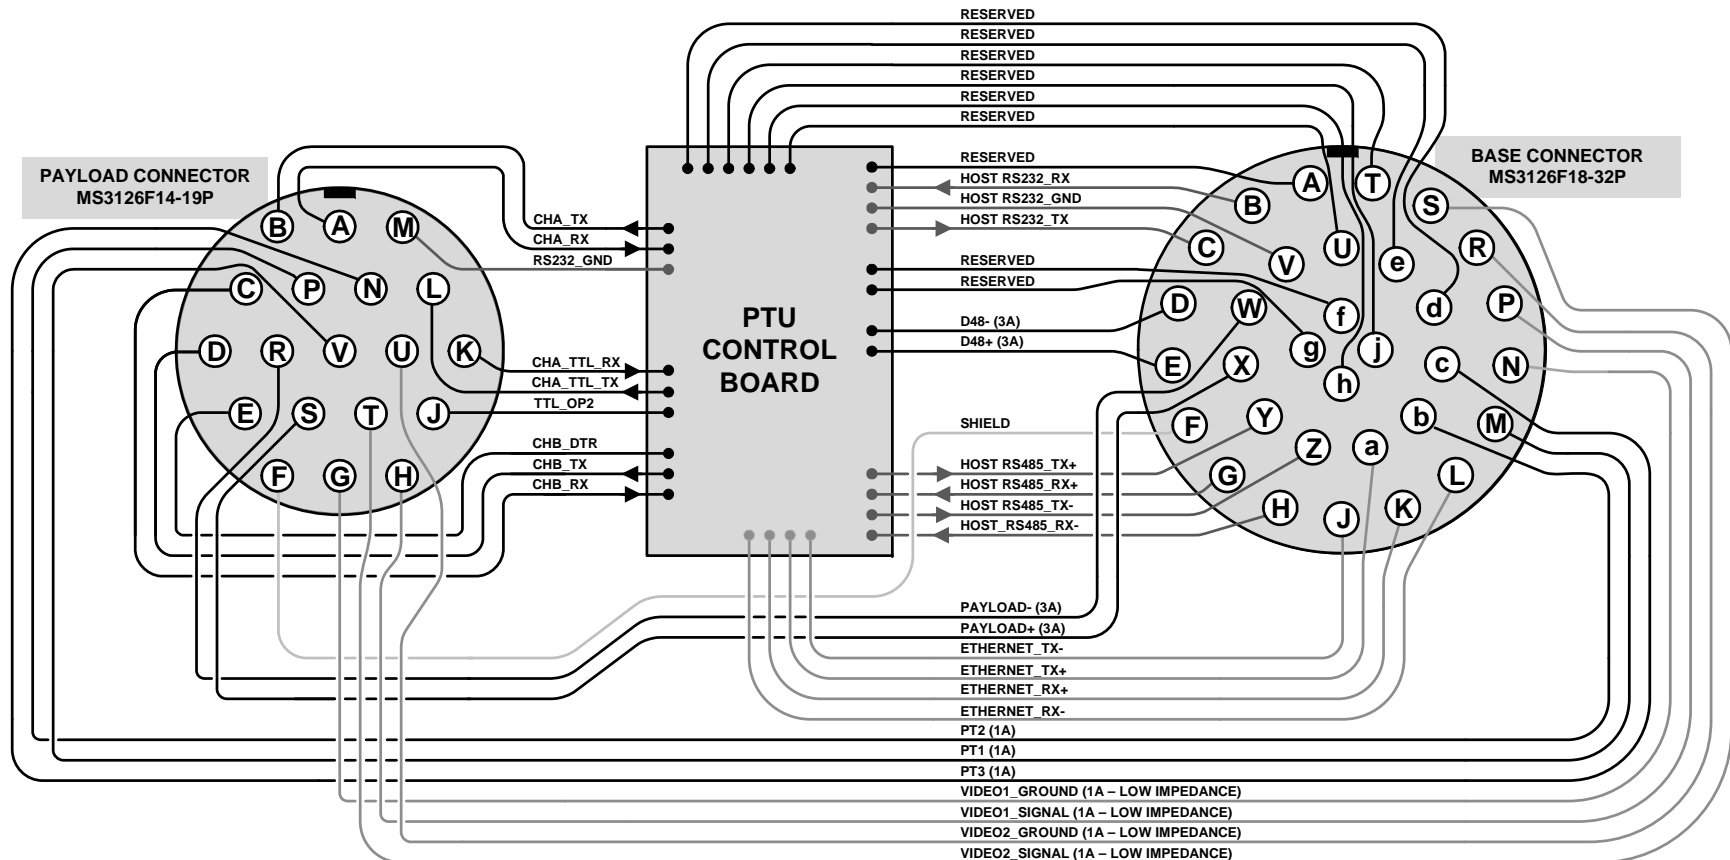 RESERVED
RESERVED
RESERVED
RESERVED
RESERVED
RESERVED
PAYLOAD CONNECTOR
MS3126F14-19P
B
A
M
C
P
N
L
D
R
V
U
K
E
S
T
J
F
G
H
CHA_TX
CHA_RX
RS232_GND
CHA_TTL_RX
CHA_TTL_TX
TTL_OP2
CHB_DTR
CHB_TX
CHB_RX
PTU
CONTROL
BOARD
RESERVED
HOST RS232_RX
HOST RS232_GND
HOST RS232_TX
RESERVED
RESERVED
D48- (3A)
D48+ (3A)
SHIELD
HOST RS485_TX+
HOST RS485_RX+
HOST RS485_TX-
HOST_RS485_RX-
BASE CONNECTOR
MS3126F18-32P
A
T
B
S
C
U
R
V
e
D
W
f
d
P
g
j
E
X
h
c
N
F
Y
b
M
Z
a
G
L
H
J
K
PAYLOAD- (3A)
PAYLOAD+ (3A)
ETHERNET_TX-
ETHERNET_TX+
ETHERNET_RX+
ETHERNET_RX-
PT2 (1A)
PT1 (1A)
PT3 (1A)
VIDEO1_GROUND (1A – LOW IMPEDANCE)
VIDEO1_SIGNAL (1A – LOW IMPEDANCE)
VIDEO2_GROUND (1A – LOW IMPEDANCE)
VIDEO2_SIGNAL (1A – LOW IMPEDANCE)